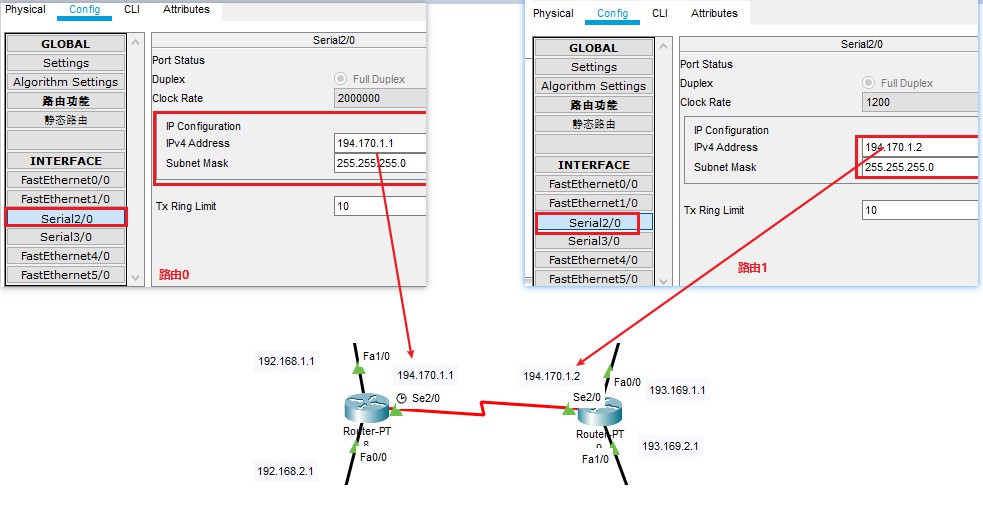 Physical Config CLI Attributes
GLOBAL
Settings
Algorithm Settings
路由功能
静态路由
INTERFACE
FastEthernet0/0
FastEthernet1/0
Serial2/0
Serial3/0
FastEthernet4/0
FastEthernet5/0
Serial2/0
Port Status
Duplex Full Duplex
Clock Rate 2000000
IP Configuration
IPv4 Address 194.170.1.1
Subnet Mask 255.255.255.0
Tx Ring Limit 10
路由0
Physical Config CLI Attributes
GLOBAL
Settings
Algorithm Settings
路由功能
静态路由
INTERFACE
FastEthernet0/0
FastEthernet1/0
Serial2/0
Serial3/0
FastEthernet4/0
FastEthernet5/0
Serial2/0
Port Status
Duplex Full Duplex
Clock Rate 1200
IP Configuration
IPv4 Address 194.170.1.2
Subnet Mask 255.255.255.0
Tx Ring Limit 10
路由1
192.168.1.1
Fa1/0
194.170.1.1
Se2/0
Router-PT
8
Fa0/0
192.168.2.1
194.170.1.2
Fa0/0
193.169.1.1
Se2/0
Router-PT
193.169.2.1
Fa1/0